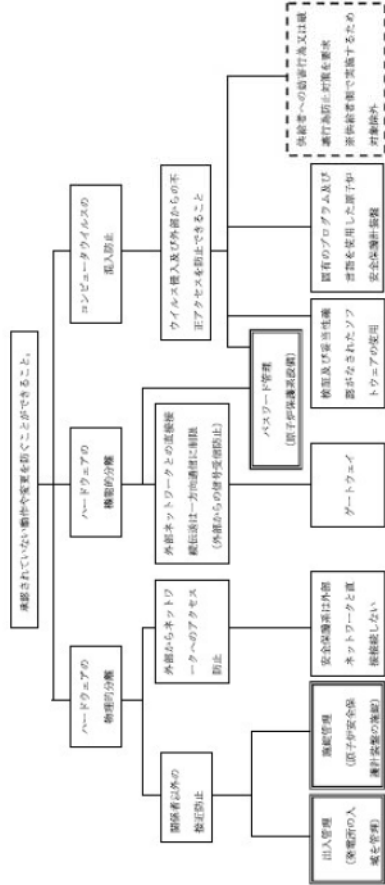 承認されていない動作や変更を防ぐことができること。
ハードウェアの
物理的分離
ハードウェアの
機能的分離
コンピュータウイルスの
混入防止
関係者以外の
接近防止
外部からネットワ
ークへのアクセス
防止
外部ネットワークとの直接接
続伝送は一方向通信に制限
(外部からの信号受信防止)
ウイルス侵入及び外部からの不
正アクセスを防止できること
出入管理
(発電所の入
域を管理)
施錠管理
(原子炉安全保
護計装盤の施錠)
安全保護系は外部
ネットワークと直
接接続しない
ゲートウェイ
パスワード管理
(原子炉保護系設備)
検証及び妥当性確
認がなされたソフ
トウェアの使用
固有のプログラム及び
言語を使用した原子炉
安全保護計装盤
供給者への妨害行為又は破
壊行為防止対策を要求
※供給者側で実施するため
対象除外